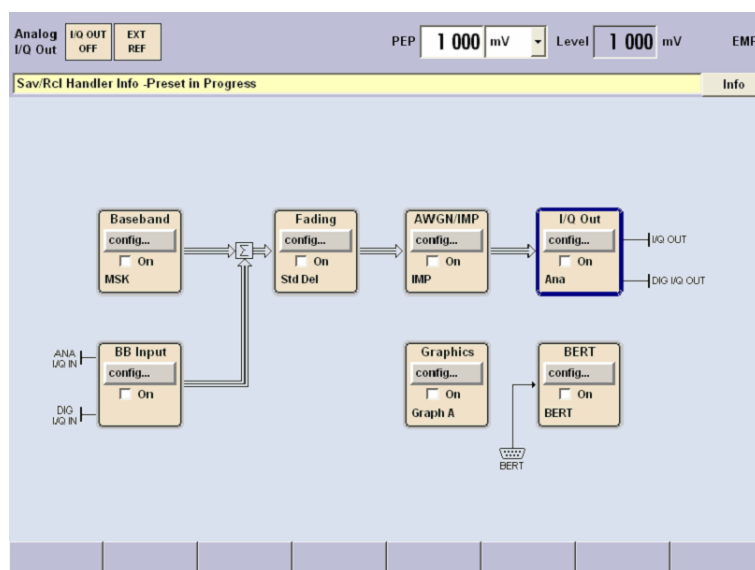 Analog I/Q Out
I/Q OUT OFF
EXT REF
PEP 1 000 mV Level 1 000 mV EMF
Sav/Rcl Handler Info -Preset in Progress Info
Baseband
config...
On
MSK
Fading
config...
On
Std Del
AWGN/IMP
config...
On
IMP
I/Q Out
config...
On
Ana
I/Q OUT
DIG I/Q OUT
Σ
ANA I/Q IN
DIG I/Q IN
BB Input
config...
On
Graphics
config...
On
Graph A
BERT
config...
On
BERT
BERT